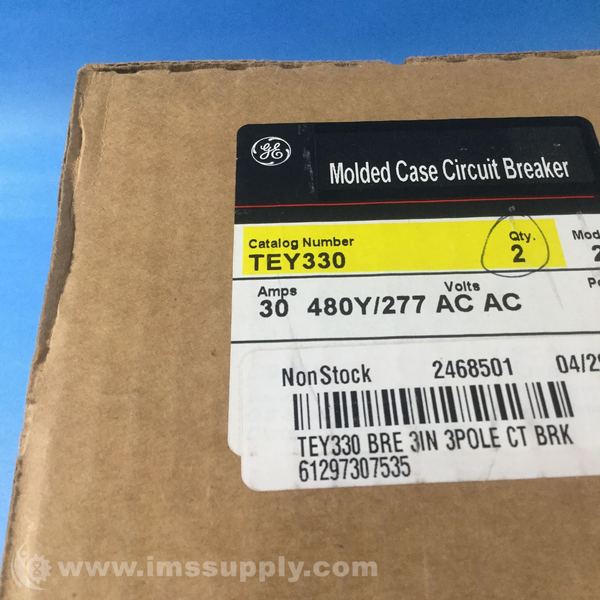 GE
Molded Case Circuit Breaker
Catalog Number Qty.
TEY330 2
Amps Volts
30 480Y/277 AC AC
NonStock 2468501
TEY330 BRE 3IN 3POLE CT BRK
61297307535
www.imssupply.com